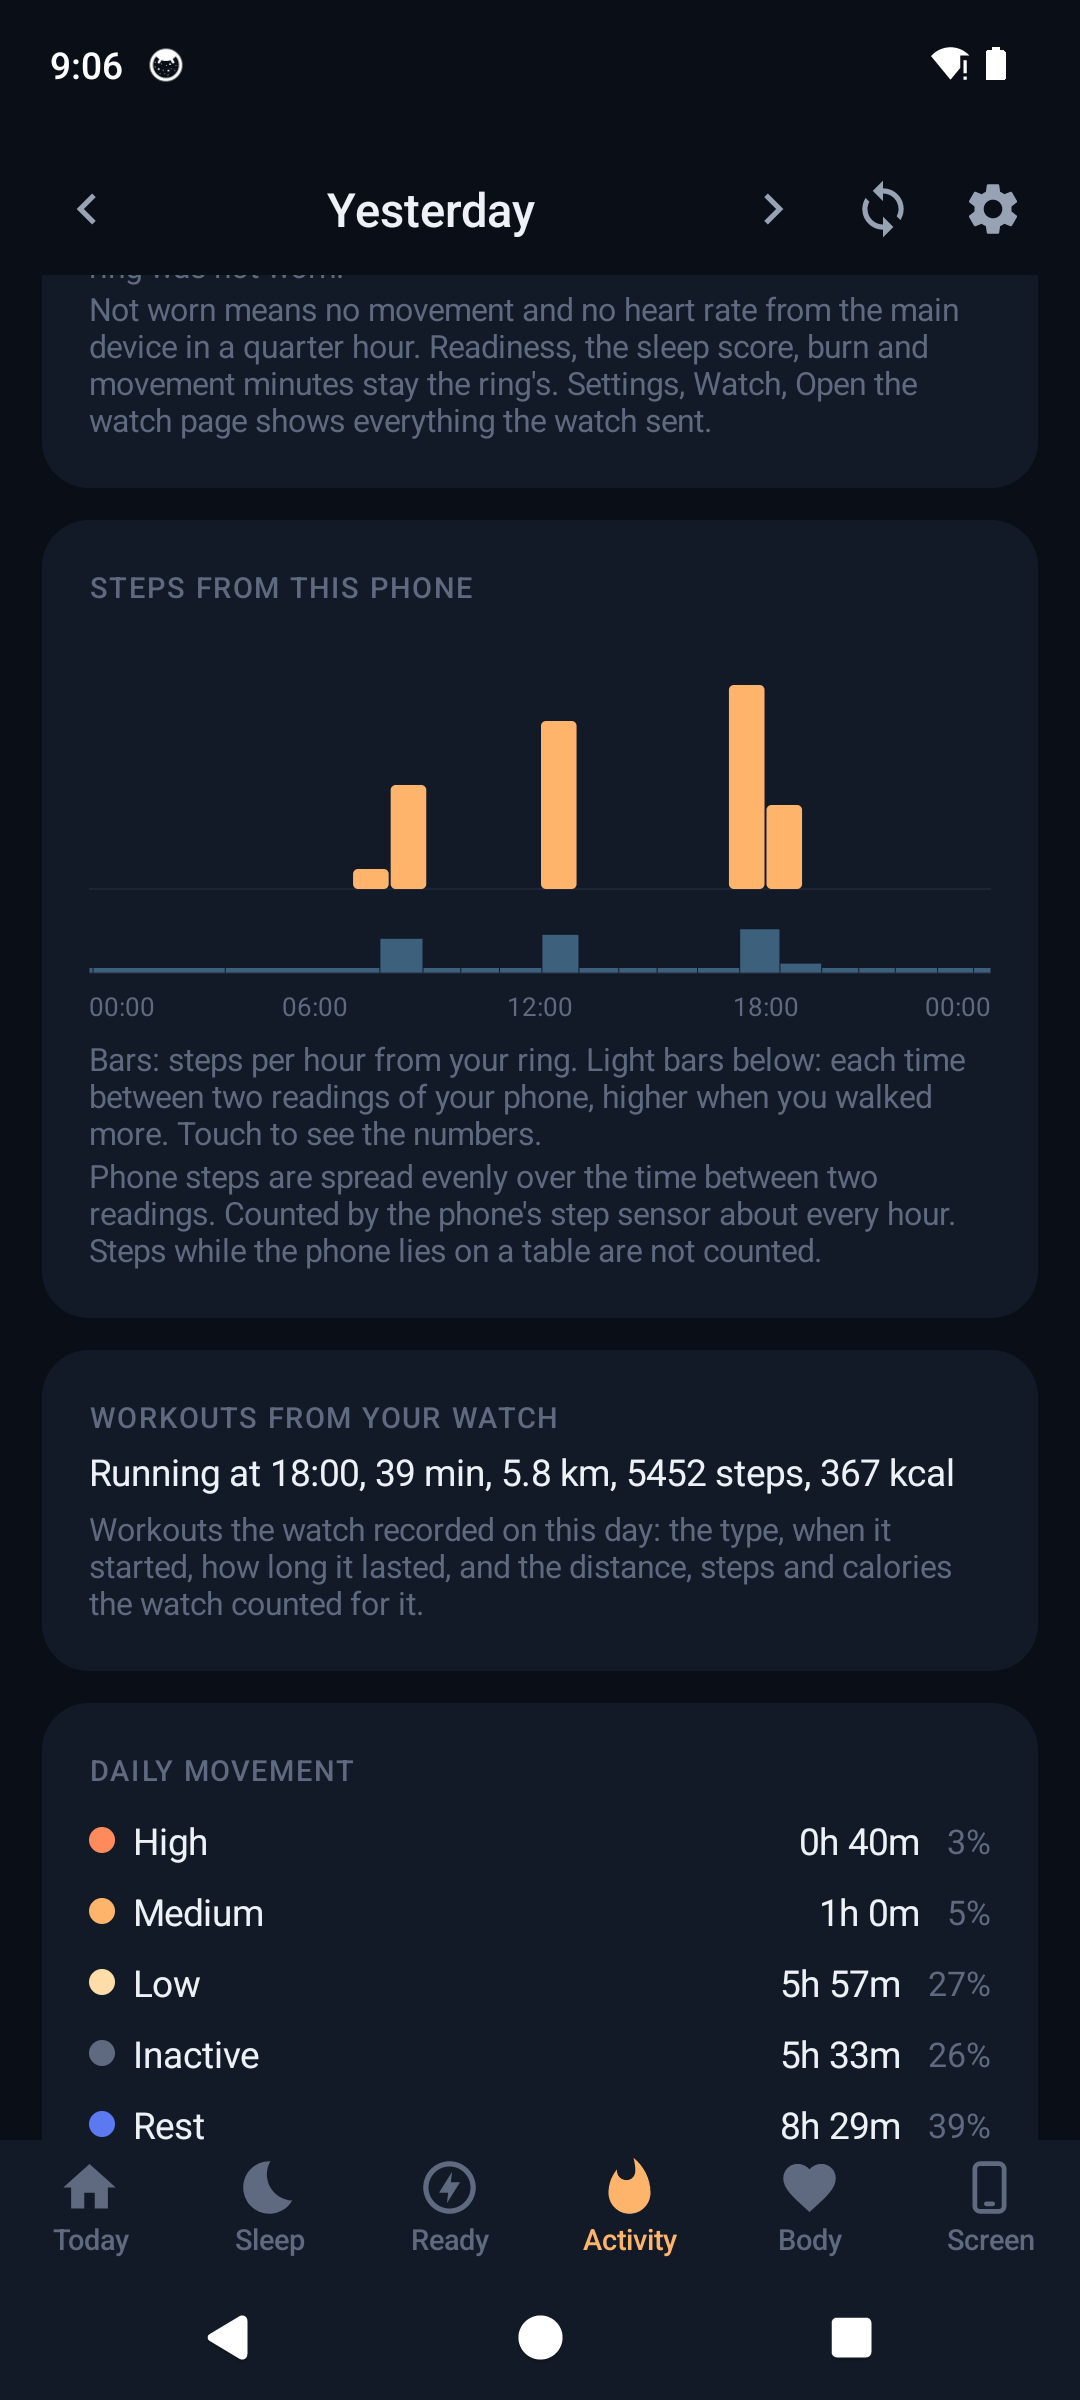 9:06
Yesterday
ring was not worn.
Not worn means no movement and no heart rate from the main
device in a quarter hour. Readiness, the sleep score, burn and
movement minutes stay the ring's. Settings, Watch, Open the
watch page shows everything the watch sent.
STEPS FROM THIS PHONE
00:00 06:00 12:00 18:00 00:00
Bars: steps per hour from your ring. Light bars below: each time
between two readings of your phone, higher when you walked
more. Touch to see the numbers.
Phone steps are spread evenly over the time between two
readings. Counted by the phone's step sensor about every hour.
Steps while the phone lies on a table are not counted.
WORKOUTS FROM YOUR WATCH
Running at 18:00, 39 min, 5.8 km, 5452 steps, 367 kcal
Workouts the watch recorded on this day: the type, when it
started, how long it lasted, and the distance, steps and calories
the watch counted for it.
DAILY MOVEMENT
High 0h 40m 3%
Medium 1h 0m 5%
Low 5h 57m 27%
Inactive 5h 33m 26%
Rest 8h 29m 39%
Today Sleep Ready Activity Body Screen